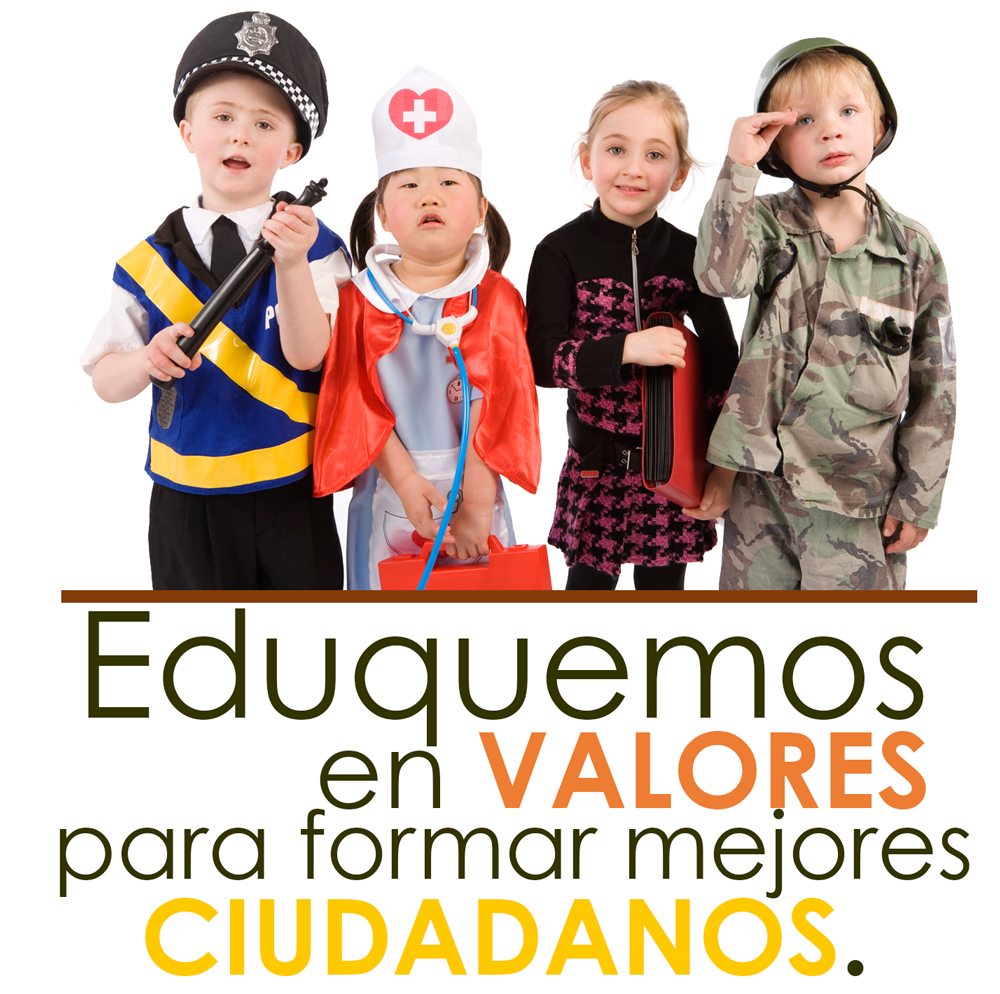 Eduquemos
en VALORES
para formar mejores
CIUDADANOS.